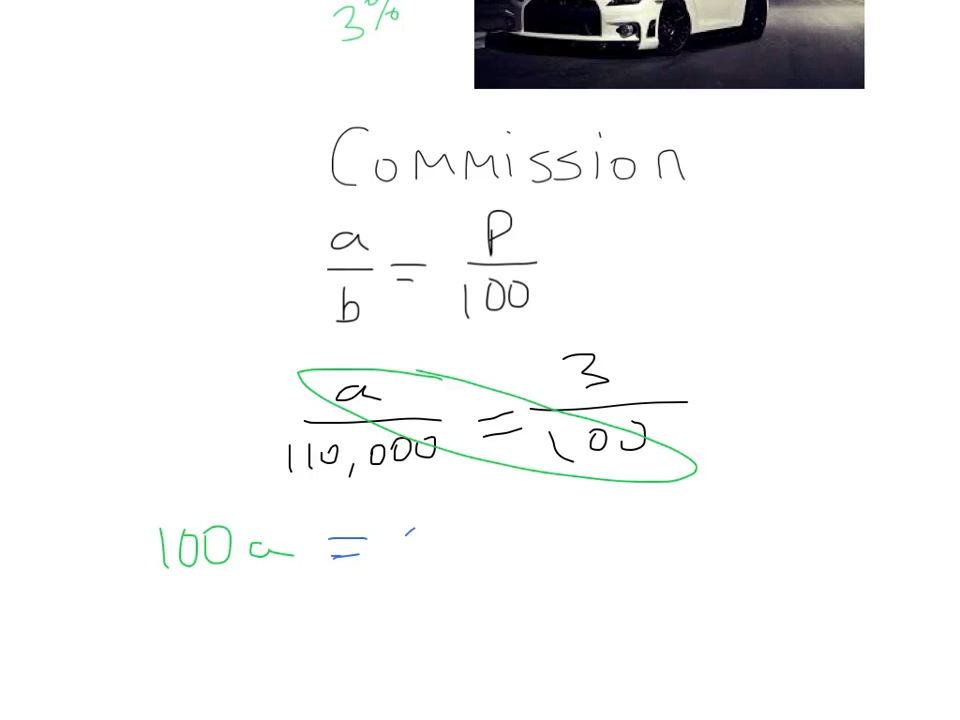 3%
Commission
a/b = P/100
a/110,000 = 3/100
100a =